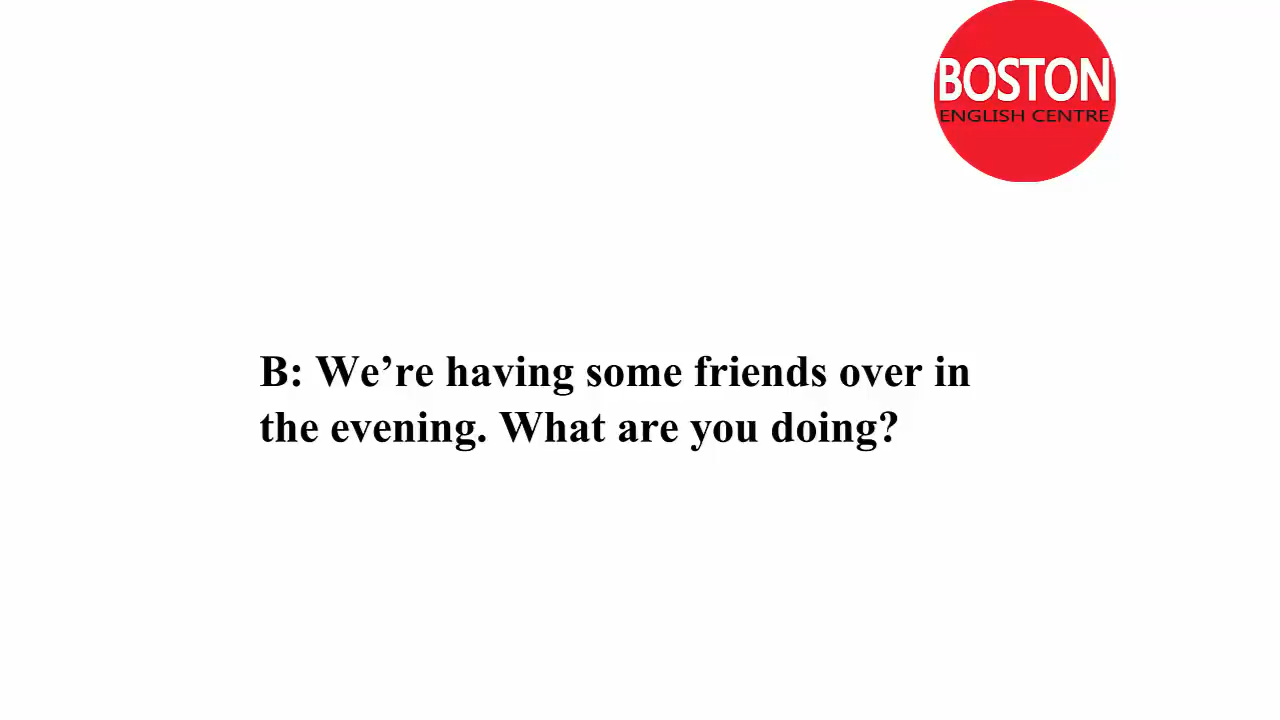 BOSTON
ENGLISH CENTRE
B: We’re having some friends over in
the evening. What are you doing?